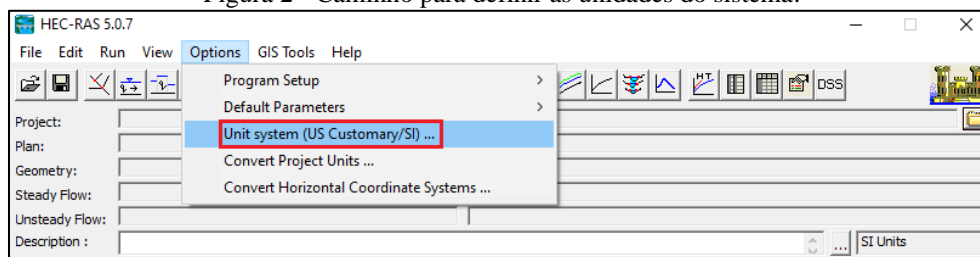 Figura 2 - Caminho para definir as unidades do sistema.
HEC-RAS 5.0.7
File Edit Run View Options GIS Tools Help
Program Setup
HT
DSS
Default Parameters
Project:
Unit system (US Customary/SI) ...
Plan:
Convert Project Units ...
Geometry:
Convert Horizontal Coordinate Systems ...
Steady Flow:
Unsteady Flow:
Description :
...
SI Units